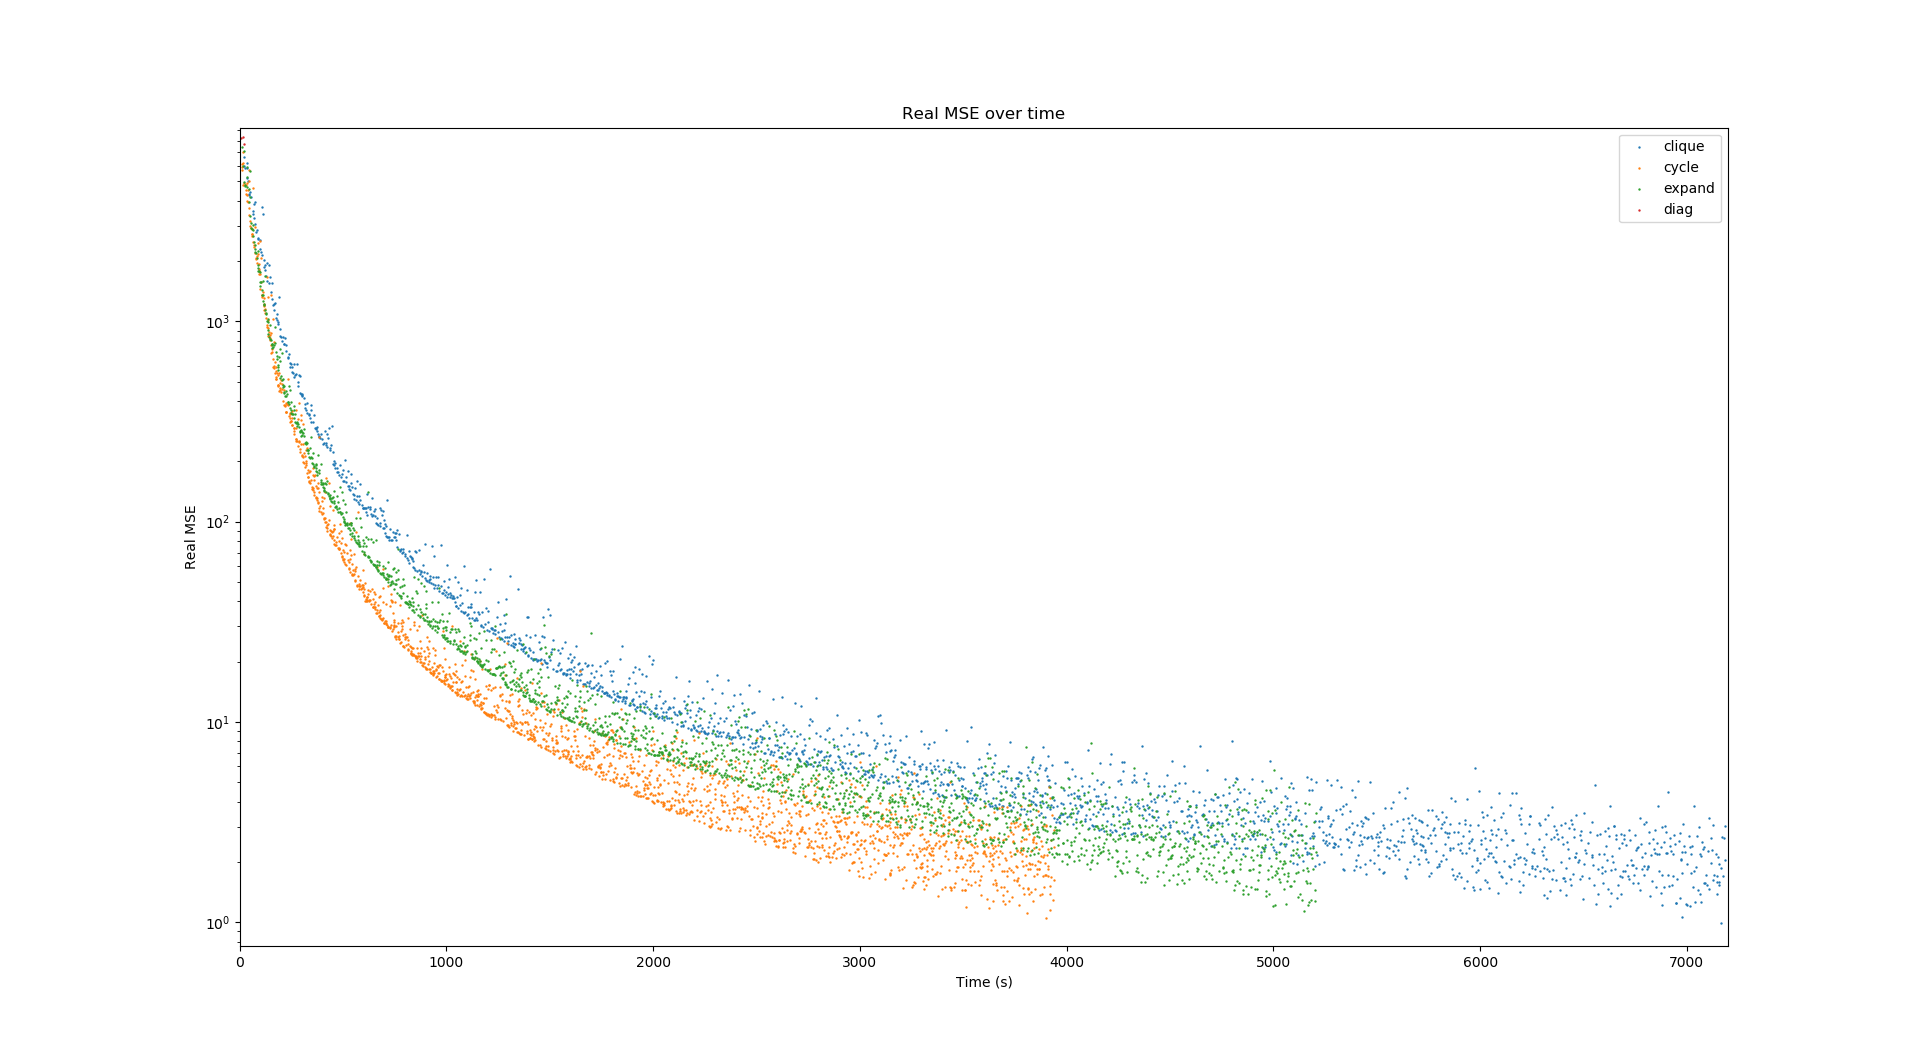 Real MSE over time
clique
cycle
expand
diag
Real MSE
10³
10²
10¹
10⁰
0 1000 2000 3000 4000 5000 6000 7000
Time (s)